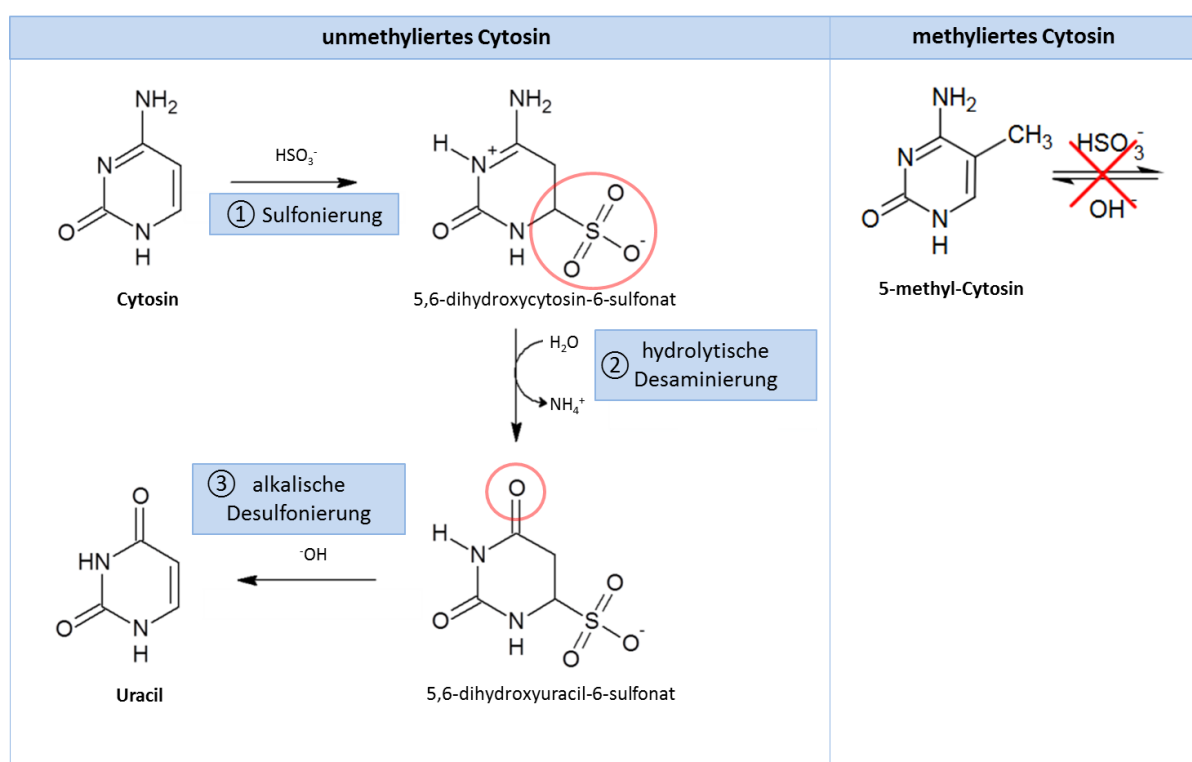 unmethyliertes Cytosin
methyliertes Cytosin
NH₂
N
O
N
H
Cytosin
HSO₃⁻
① Sulfonierung
NH₂
H
N⁺
O
N
H
O
S
O⁻
O
5,6-dihydroxycytosin-6-sulfonat
NH₂
CH₃
N
O
NH
H
HSO₃⁻
OH⁻
5-methyl-Cytosin
H₂O
NH₄⁺
② hydrolytische
Desaminierung
O
H
N
O
N
H
O
S
O⁻
O
5,6-dihydroxyuracil-6-sulfonat
③ alkalische
Desulfonierung
⁻OH
O
HN
O
N
H
Uracil